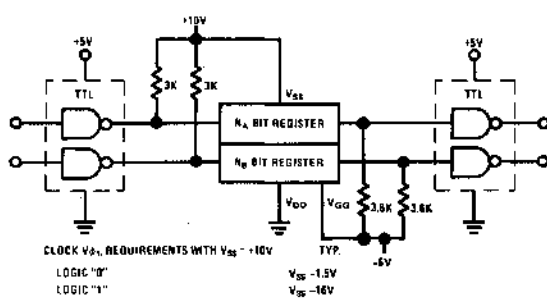 +10V
+5V
+5V
TTL
3K
3K
VSS
TTL
NA BIT REGISTER
NB BIT REGISTER
VDD
VGG
3.6K
3.6K
CLOCK Vϕ1, REQUIREMENTS WITH VSS = +10V
TYP.
-6V
LOGIC "0"
VSS -1.5V
LOGIC "1"
VSS -16V